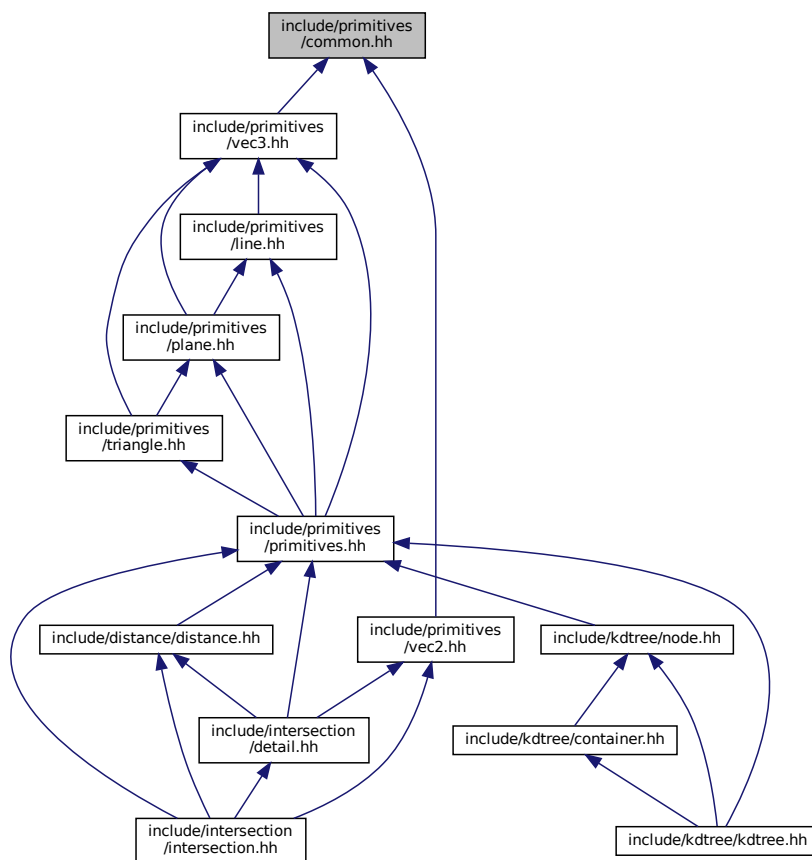 include/primitives
/common.hh
include/primitives
/vec3.hh
include/primitives
/line.hh
include/primitives
/plane.hh
include/primitives
/triangle.hh
include/primitives
/primitives.hh
include/distance/distance.hh
include/primitives
/vec2.hh
include/kdtree/node.hh
include/intersection
/detail.hh
include/kdtree/container.hh
include/intersection
/intersection.hh
include/kdtree/kdtree.hh